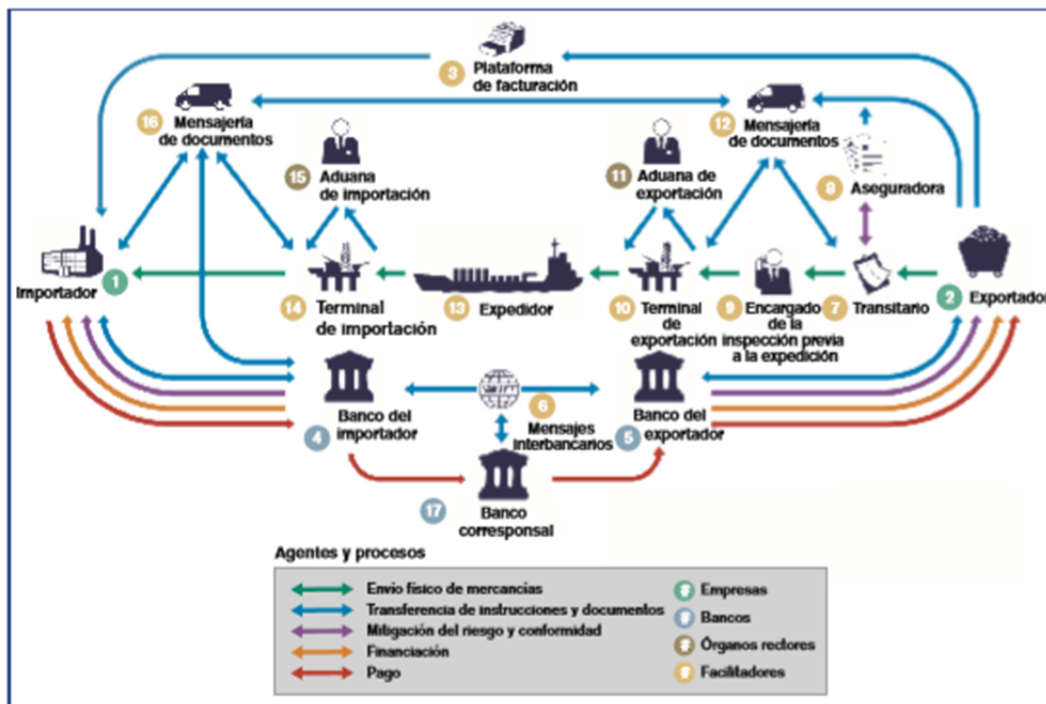 3 Plataforma
de facturación
16 Mensajería
de documentos
12 Mensajería
de documentos
15 Aduana
de importación
11 Aduana de
exportación
8 Aseguradora
Importador 1
14 Terminal
de importación
13 Expedidor
10 Terminal
de
exportación
9 Encargado
de la
inspección previa
a la expedición
7 Transitario
2 Exportador
4 Banco del
importador
6 Mensajes
interbancarios
5 Banco del
exportador
17 Banco
corresponsal
Agentes y procesos
Envío físico de mercancías
Transferencia de instrucciones y documentos
Mitigación del riesgo y conformidad
Financiación
Pago
Empresas
Bancos
Órganos rectores
Facilitadores